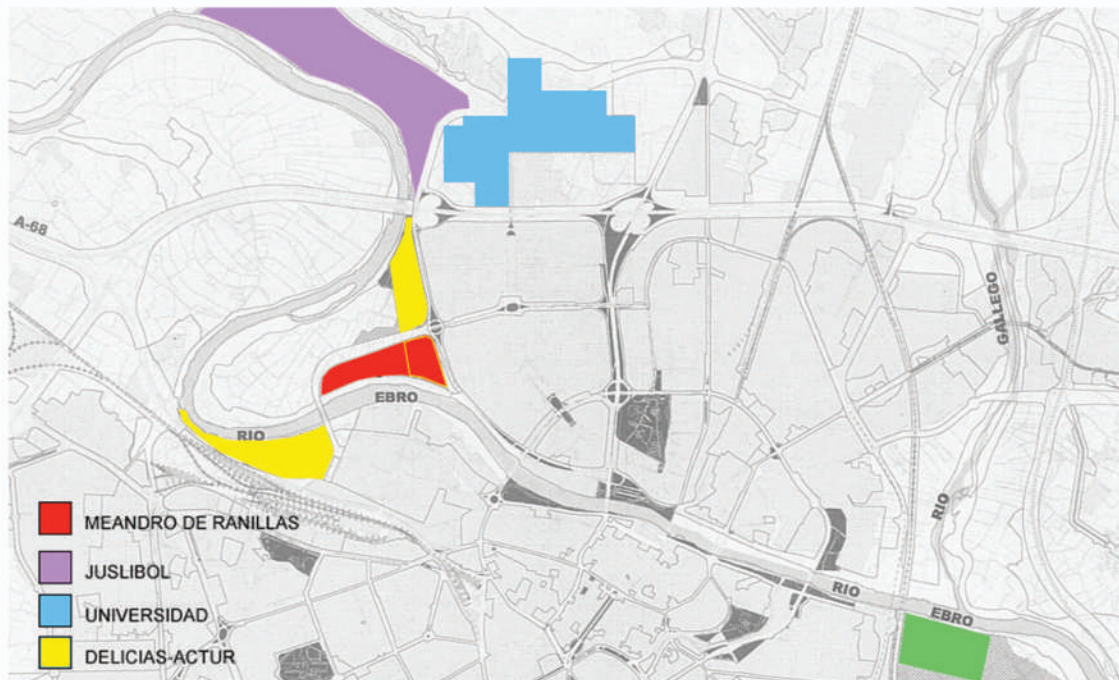 A-68
GALLEGO
RIO
EBRO
RIO
RIO
EBRO
MEANDRO DE RANILLAS
JUSLIBOL
UNIVERSIDAD
DELICIAS-ACTUR